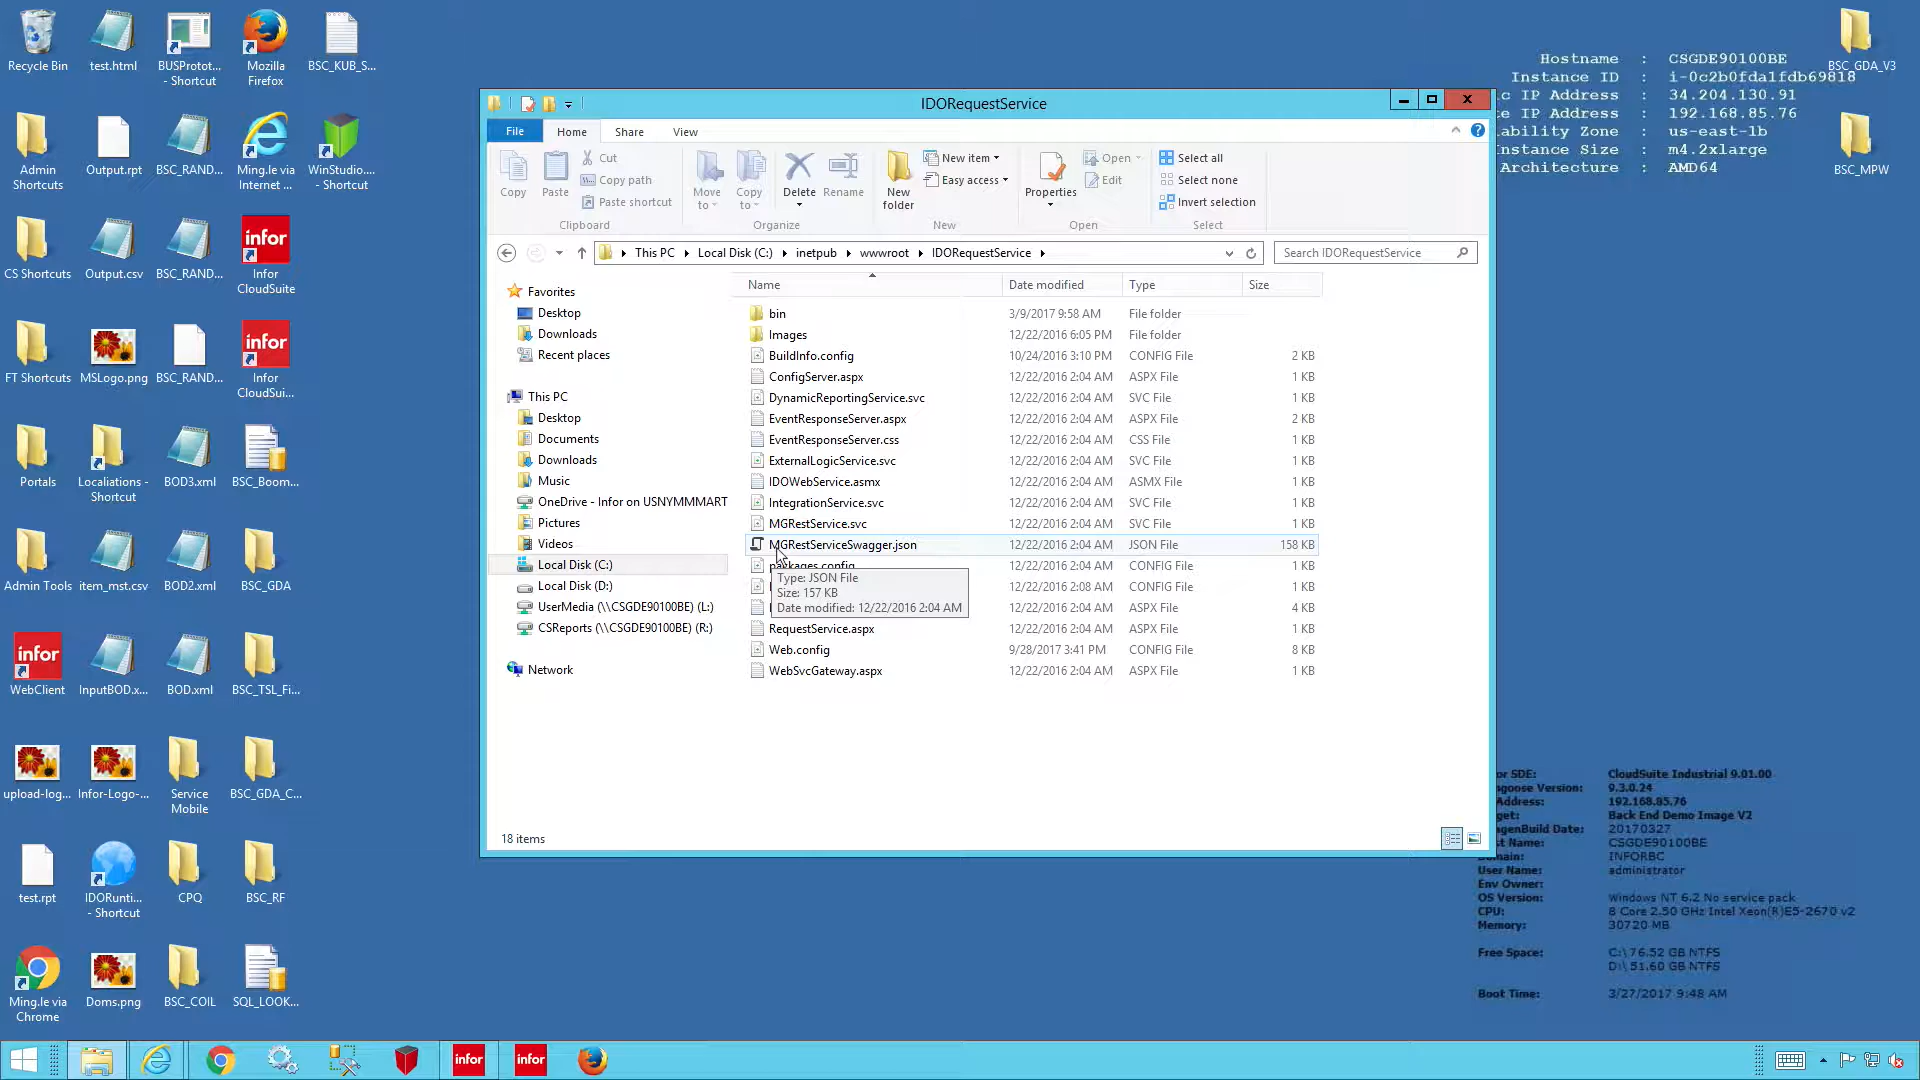 Recycle Bin
test.html
BUSPrototo...
- Shortcut
Mozilla
Firefox
BSC_KUB_S...
Admin
Shortcuts
Output.rpt
BSC_RAND...
Ming.le via
Internet ...
WinStudio....
- Shortcut
CS Shortcuts
Output.csv
BSC_RAND...
infor
Infor
CloudSuite
FT Shortcuts
MSLogo.png
BSC_RAND...
infor
Infor
CloudSui...
Portals
Localiations -
Shortcut
BOD3.xml
BSC_Boom...
Admin Tools
item_mst.csv
BOD2.xml
BSC_GDA
infor
WebClient
InputBOD.x...
BOD.xml
BSC_TSL_Fi...
upload-log...
Infor-Logo-...
Service
Mobile
BSC_GDA_C...
test.rpt
IDORunti...
- Shortcut
CPQ
BSC_RF
Ming.le via
Chrome
Doms.png
BSC_COIL
SQL_LOOK...
IDORequestService
File
Home
Share
View
Copy
Paste
Cut
Copy path
Paste shortcut
Clipboard
Move
to
Copy
to
Delete
Rename
Organize
New
folder
New item
Easy access
New
Properties
Open
Edit
Open
Select all
Select none
Invert selection
Select
This PC
Local Disk (C:)
inetpub
wwwroot
IDORequestService
Search IDORequestService
Favorites
Desktop
Downloads
Recent places
This PC
Desktop
Documents
Downloads
Music
OneDrive - Infor on USNYMMMART
Pictures
Videos
Local Disk (C:)
Local Disk (D:)
UserMedia (\\CSGDE90100BE) (L:)
CSReports (\\CSGDE90100BE) (R:)
Network
Name Date modified Type Size
bin 3/9/2017 9:58 AM File folder
Images 12/22/2016 6:05 PM File folder
BuildInfo.config 10/24/2016 3:10 PM CONFIG File 2 KB
ConfigServer.aspx 12/22/2016 2:04 AM ASPX File 1 KB
DynamicReportingService.svc 12/22/2016 2:04 AM SVC File 1 KB
EventResponseServer.aspx 12/22/2016 2:04 AM ASPX File 2 KB
EventResponseServer.css 12/22/2016 2:04 AM CSS File 1 KB
ExternalLogicService.svc 12/22/2016 2:04 AM SVC File 1 KB
IDOWebService.asmx 12/22/2016 2:04 AM ASMX File 1 KB
IntegrationService.svc 12/22/2016 2:04 AM SVC File 1 KB
MGRestService.svc 12/22/2016 2:04 AM SVC File 1 KB
MGRestServiceSwagger.json 12/22/2016 2:04 AM JSON File 158 KB
packages.config 12/22/2016 2:04 AM CONFIG File 1 KB
12/22/2016 2:08 AM CONFIG File 1 KB
12/22/2016 2:04 AM ASPX File 4 KB
RequestService.aspx 12/22/2016 2:04 AM ASPX File 1 KB
Web.config 9/28/2017 3:41 PM CONFIG File 8 KB
WebSvcGateway.aspx 12/22/2016 2:04 AM ASPX File 1 KB
Type: JSON File
Size: 157 KB
Date modified: 12/22/2016 2:04 AM
18 items
Hostname : CSGDE90100BE
Instance ID : i-0c2b0fda1fdb69818
c IP Address : 34.204.130.91
te IP Address : 192.168.85.76
lability Zone : us-east-1b
Instance Size : m4.2xlarge
Architecture : AMD64
BSC_GDA_V3
BSC_MPW
or SDE: CloudSuite Industrial 9.01.00
ngoose Version: 9.3.0.24
Address: 192.168.85.76
get: Back End Demo Image V2
agenBuild Date: 20170327
st Name: CSGDE90100BE
Domain: INFORBC
User Name: administrator
Env Owner:
OS Version: Windows NT 6.2 No service pack
CPU: 8 Core 2.50 GHz Intel Xeon(R)E5-2670 v2
Memory: 30720 MB
Free Space: C:\ 76.52 GB NTFS
D:\ 51.60 GB NTFS
Boot Time: 3/27/2017 9:48 AM
infor
infor